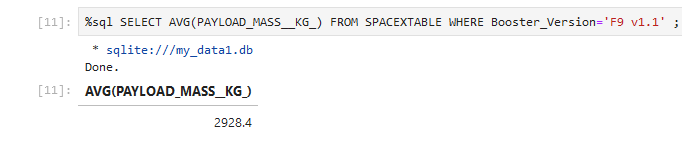 [11]: %sql SELECT AVG(PAYLOAD_MASS__KG_) FROM SPACEXTABLE WHERE Booster_Version='F9 v1.1' ;
* sqlite:///my_data1.db
Done.
[11]: AVG(PAYLOAD_MASS__KG_)
2928.4